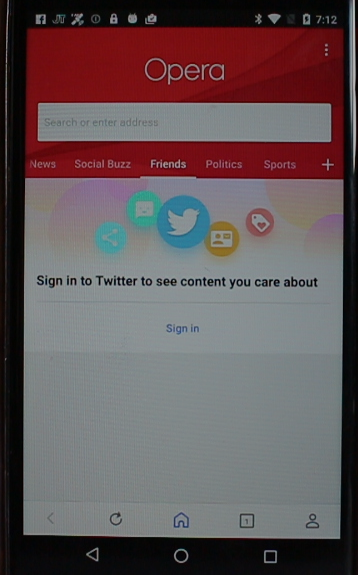 7:12
Opera
Search or enter address
News Social Buzz Friends Politics Sports
Sign in to Twitter to see content you care about
Sign in
1